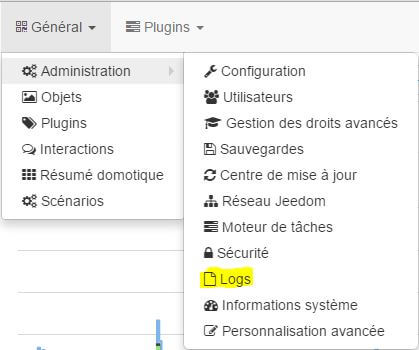 Général
Plugins
Administration
Objets
Plugins
Interactions
Résumé domotique
Scénarios
Configuration
Utilisateurs
Gestion des droits avancés
Sauvegardes
Centre de mise à jour
Réseau Jeedom
Moteur de tâches
Sécurité
Logs
Informations système
Personnalisation avancée